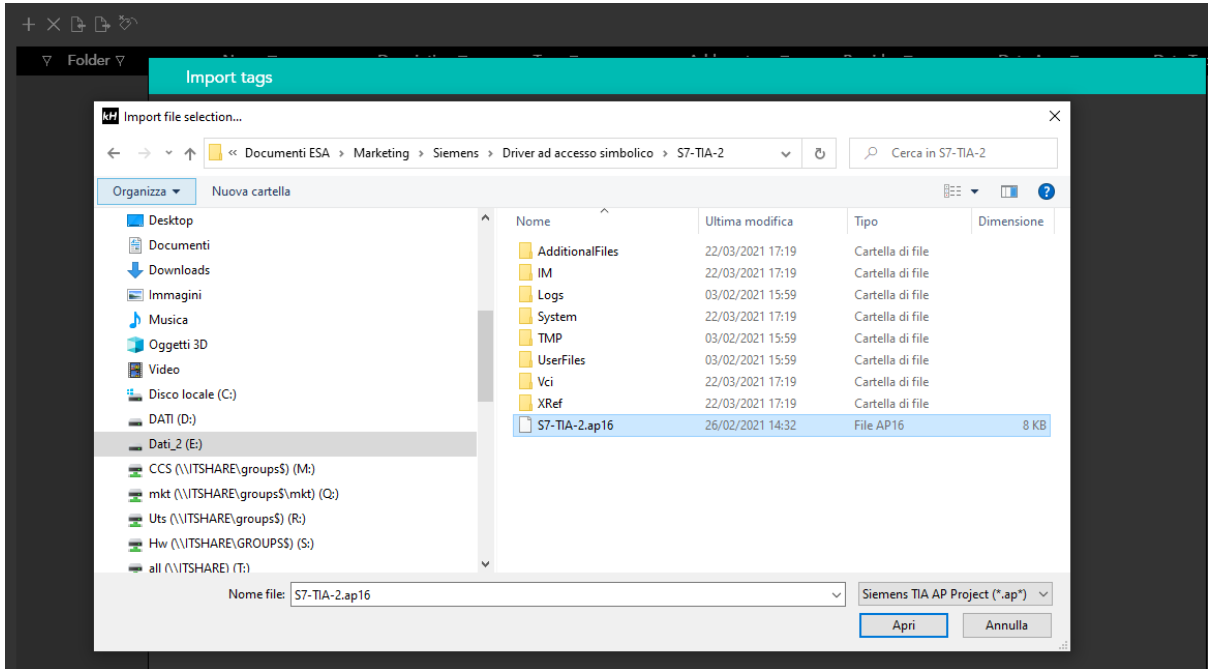 Folder
Import tags
kH Import file selection...
« Documenti ESA › Marketing › Siemens › Driver ad accesso simbolico › S7-TIA-2
Cerca in S7-TIA-2
Organizza Nuova cartella
Desktop
Documenti
Downloads
Immagini
Musica
Oggetti 3D
Video
Disco locale (C:)
DATI (D:)
Dati_2 (E:)
CCS (\\ITSHARE\groups$) (M:)
mkt (\\ITSHARE\groups$\mkt) (Q:)
Uts (\\ITSHARE\groups$) (R:)
Hw (\\ITSHARE\GROUPS$) (S:)
all (\\ITSHARE) (T:)
Nome Ultima modifica Tipo Dimensione
AdditionalFiles 22/03/2021 17:19 Cartella di file
IM 22/03/2021 17:19 Cartella di file
Logs 03/02/2021 15:59 Cartella di file
System 22/03/2021 17:19 Cartella di file
TMP 03/02/2021 15:59 Cartella di file
UserFiles 03/02/2021 15:59 Cartella di file
Vci 22/03/2021 17:19 Cartella di file
XRef 22/03/2021 17:19 Cartella di file
S7-TIA-2.ap16 26/02/2021 14:32 File AP16 8 KB
Nome file: S7-TIA-2.ap16 Siemens TIA AP Project (*.ap*)
Apri Annulla